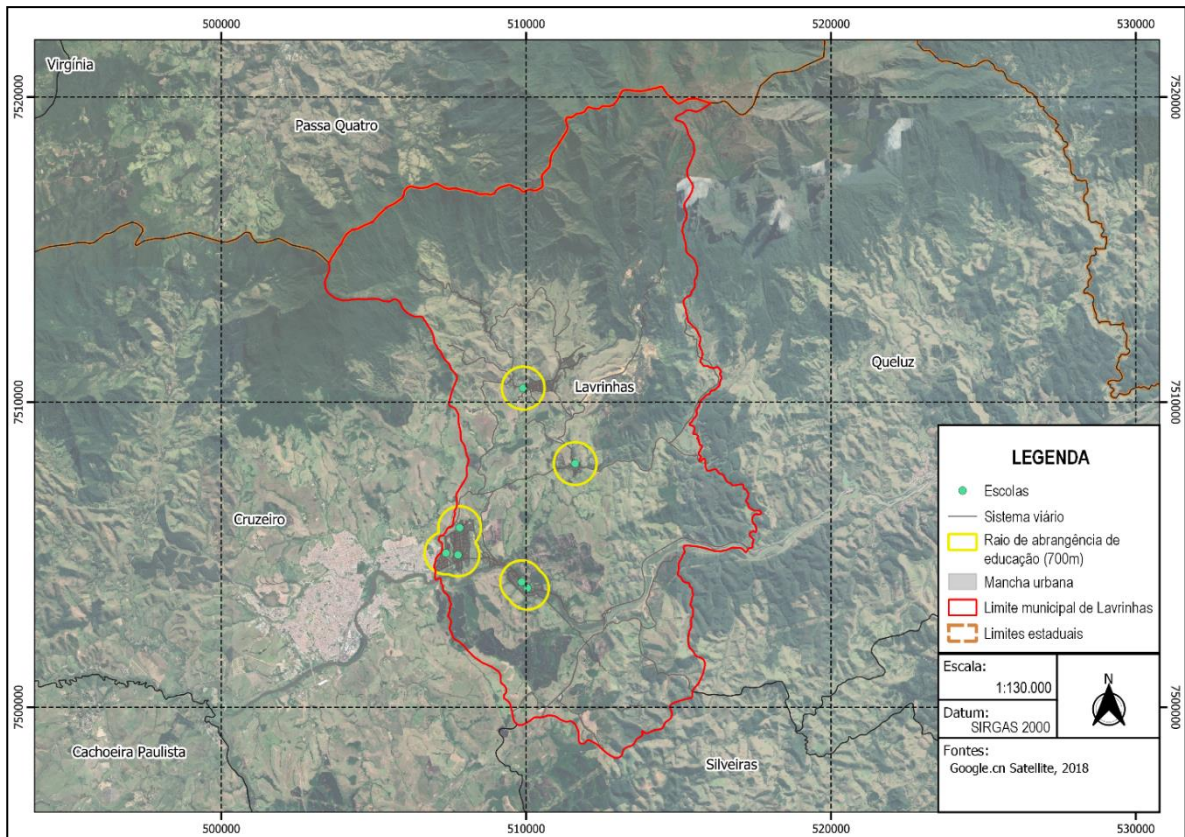 500000
510000
520000
530000
Virgínia
7520000
7520000
Passa Quatro
Queluz
Lavrinhas
7510000
7510000
Cruzeiro
LEGENDA
Escolas
Sistema viário
Raio de abrangência de
educação (700m)
Mancha urbana
Limite municipal de Lavrinhas
Limites estaduais
Escala:
1:130.000
N
Datum:
SIRGAS 2000
Fontes:
Google.cn Satellite, 2018
7500000
7500000
Cachoeira Paulista
Silveiras
500000
510000
520000
530000